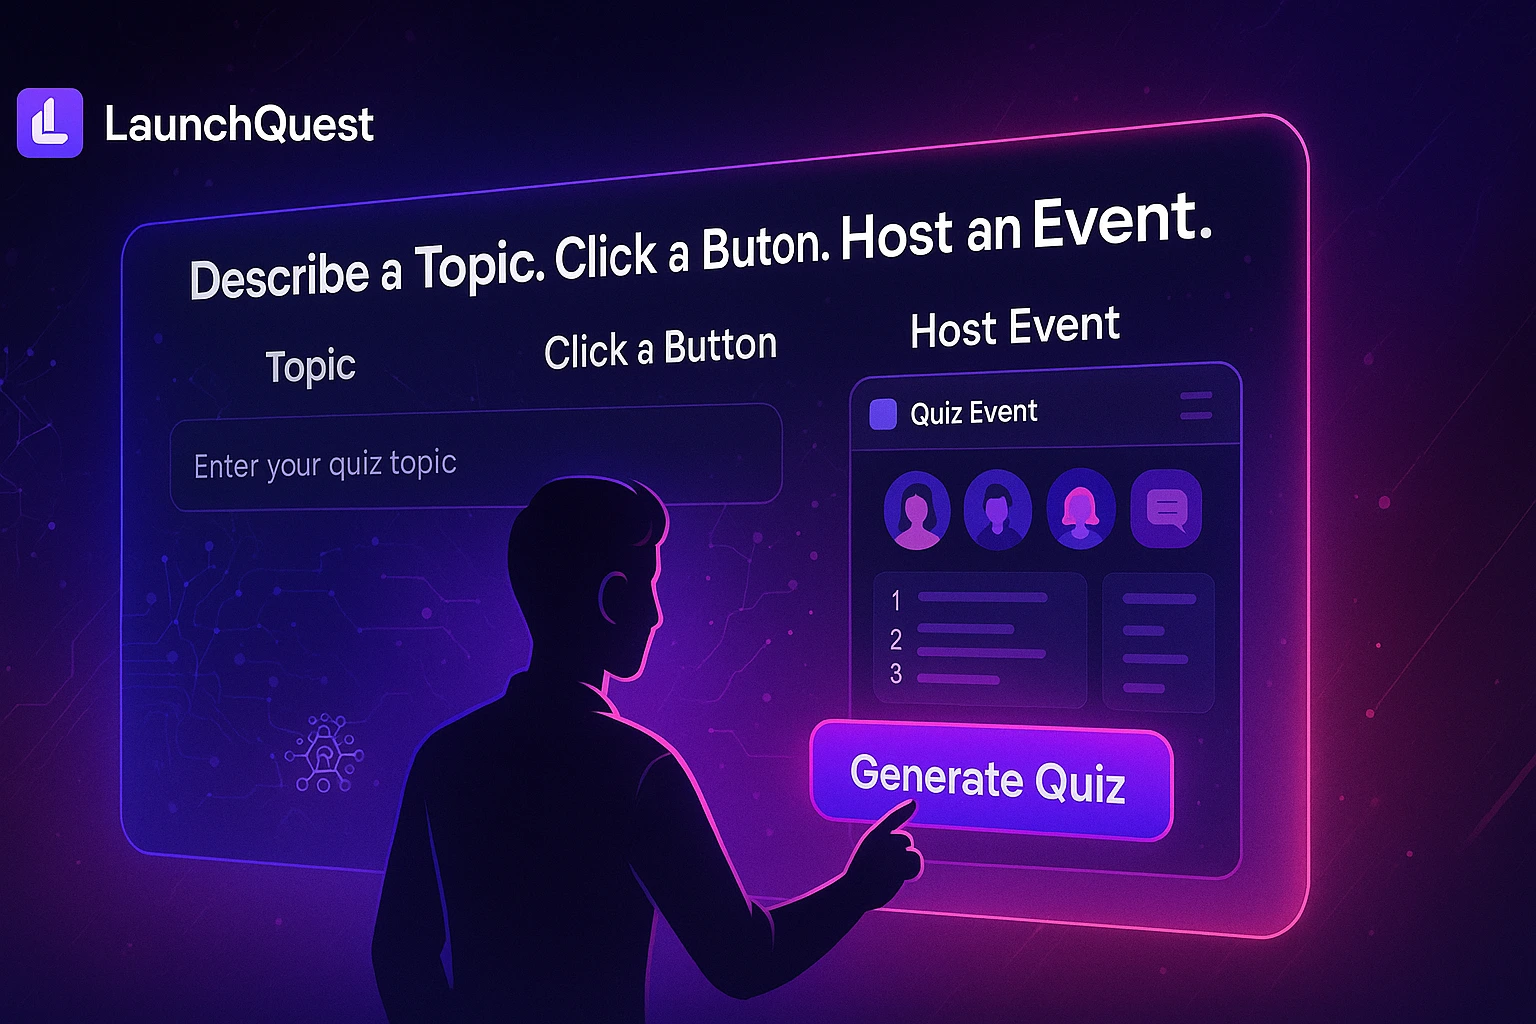 LaunchQuest
Describe a Topic. Click a Buton. Host an Event.
Topic
Click a Button
Host Event
Enter your quiz topic
Quiz Event
1
2
3
Generate Quiz